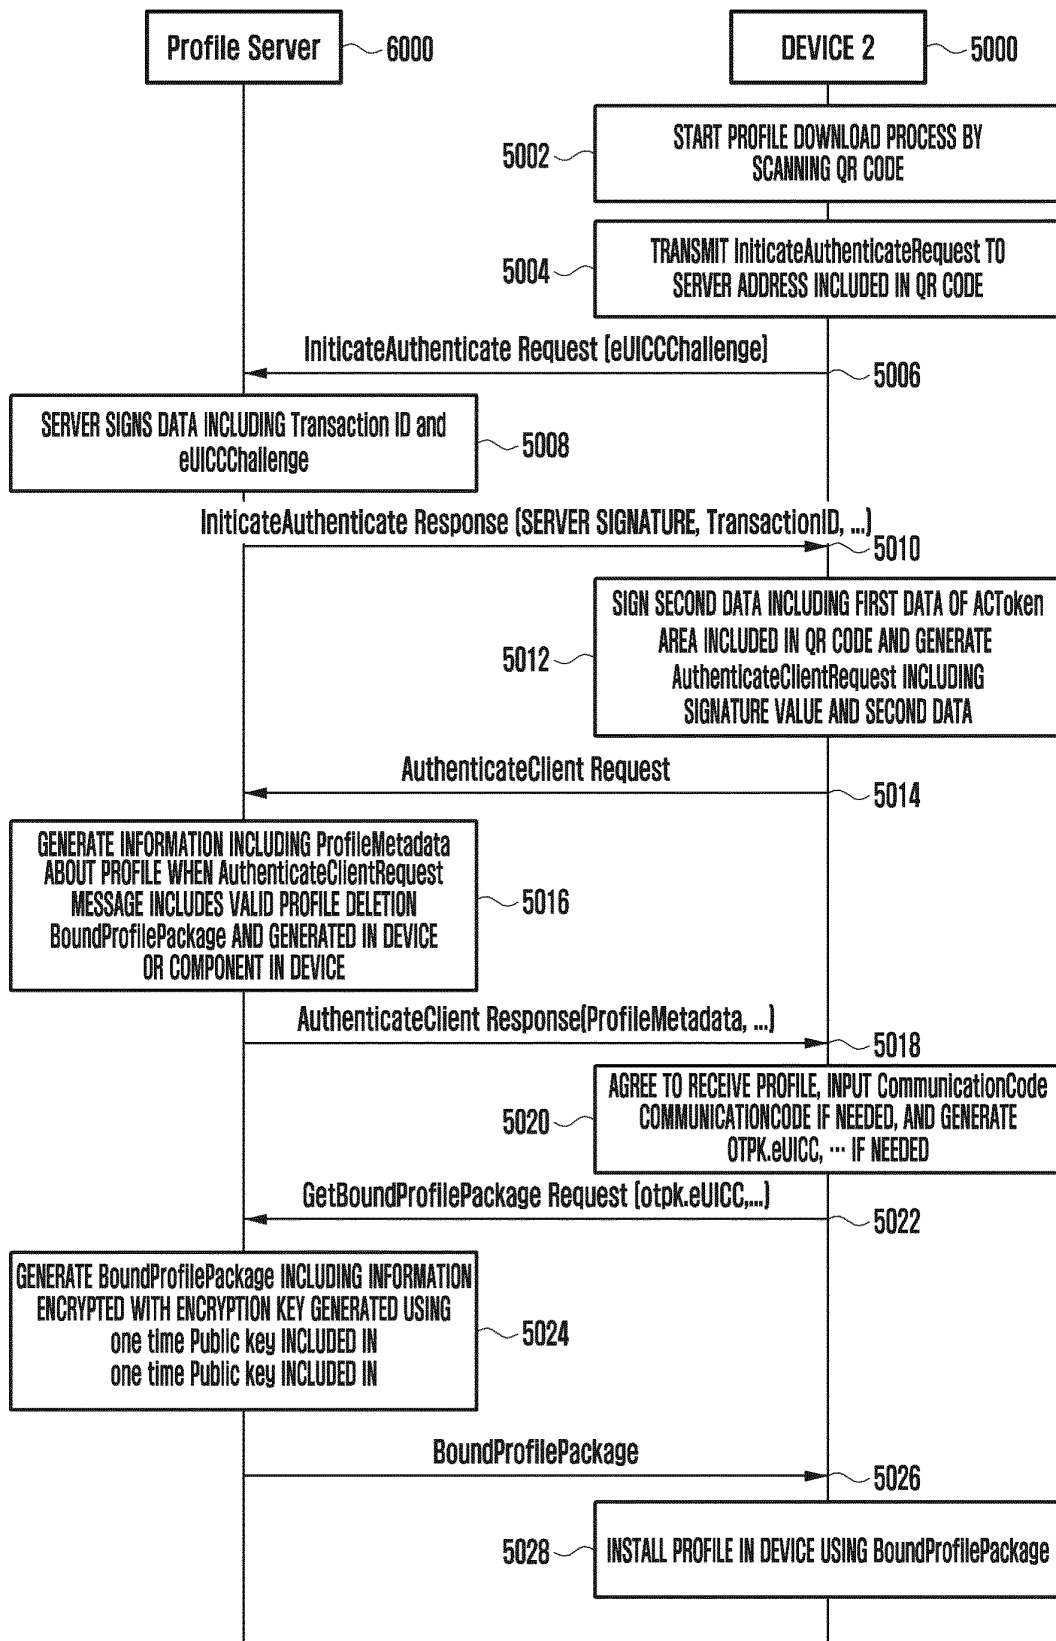 Profile Server
6000
DEVICE 2
5000
5002
START PROFILE DOWNLOAD PROCESS BY
SCANNING QR CODE
5004
TRANSMIT IniticateAuthenticateRequest TO
SERVER ADDRESS INCLUDED IN QR CODE
IniticateAuthenticate Request (eUICCChallenge)
5006
SERVER SIGNS DATA INCLUDING Transaction ID and
eUICCChallenge
5008
IniticateAuthenticate Response (SERVER SIGNATURE, TransactionID, ...)
5010
5012
SIGN SECOND DATA INCLUDING FIRST DATA OF ACToken
AREA INCLUDED IN QR CODE AND GENERATE
AuthenticateClientRequest INCLUDING
SIGNATURE VALUE AND SECOND DATA
AuthenticateClient Request
5014
GENERATE INFORMATION INCLUDING ProfileMetadata
ABOUT PROFILE WHEN AuthenticateClientRequest
MESSAGE INCLUDES VALID PROFILE DELETION
BoundProfilePackage AND GENERATED IN DEVICE
OR COMPONENT IN DEVICE
5016
AuthenticateClient Response(ProfileMetadata, ...)
5018
5020
AGREE TO RECEIVE PROFILE, INPUT CommunicationCode
COMMUNICATIONCODE IF NEEDED, AND GENERATE
OTPK.eUICC, ··· IF NEEDED
GetBoundProfilePackage Request (otpk.eUICC,...)
5022
GENERATE BoundProfilePackage INCLUDING INFORMATION
ENCRYPTED WITH ENCRYPTION KEY GENERATED USING
one time Public key INCLUDED IN
one time Public key INCLUDED IN
5024
BoundProfilePackage
5026
5028
INSTALL PROFILE IN DEVICE USING BoundProfilePackage